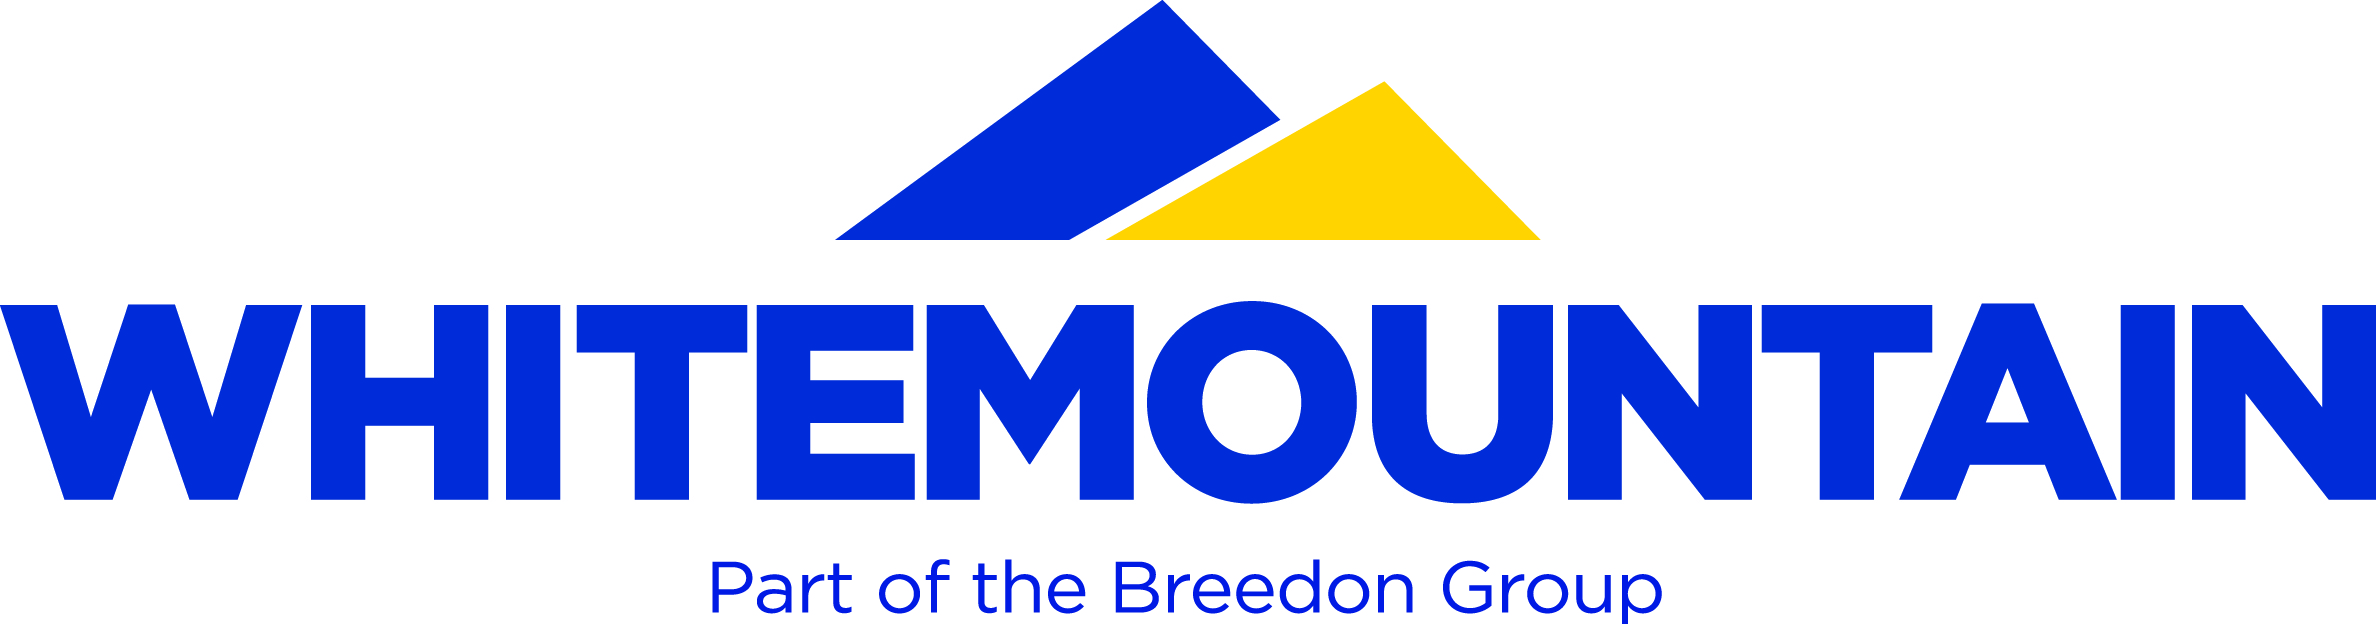 WHITEMOUNTAIN
Part of the Breedon Group